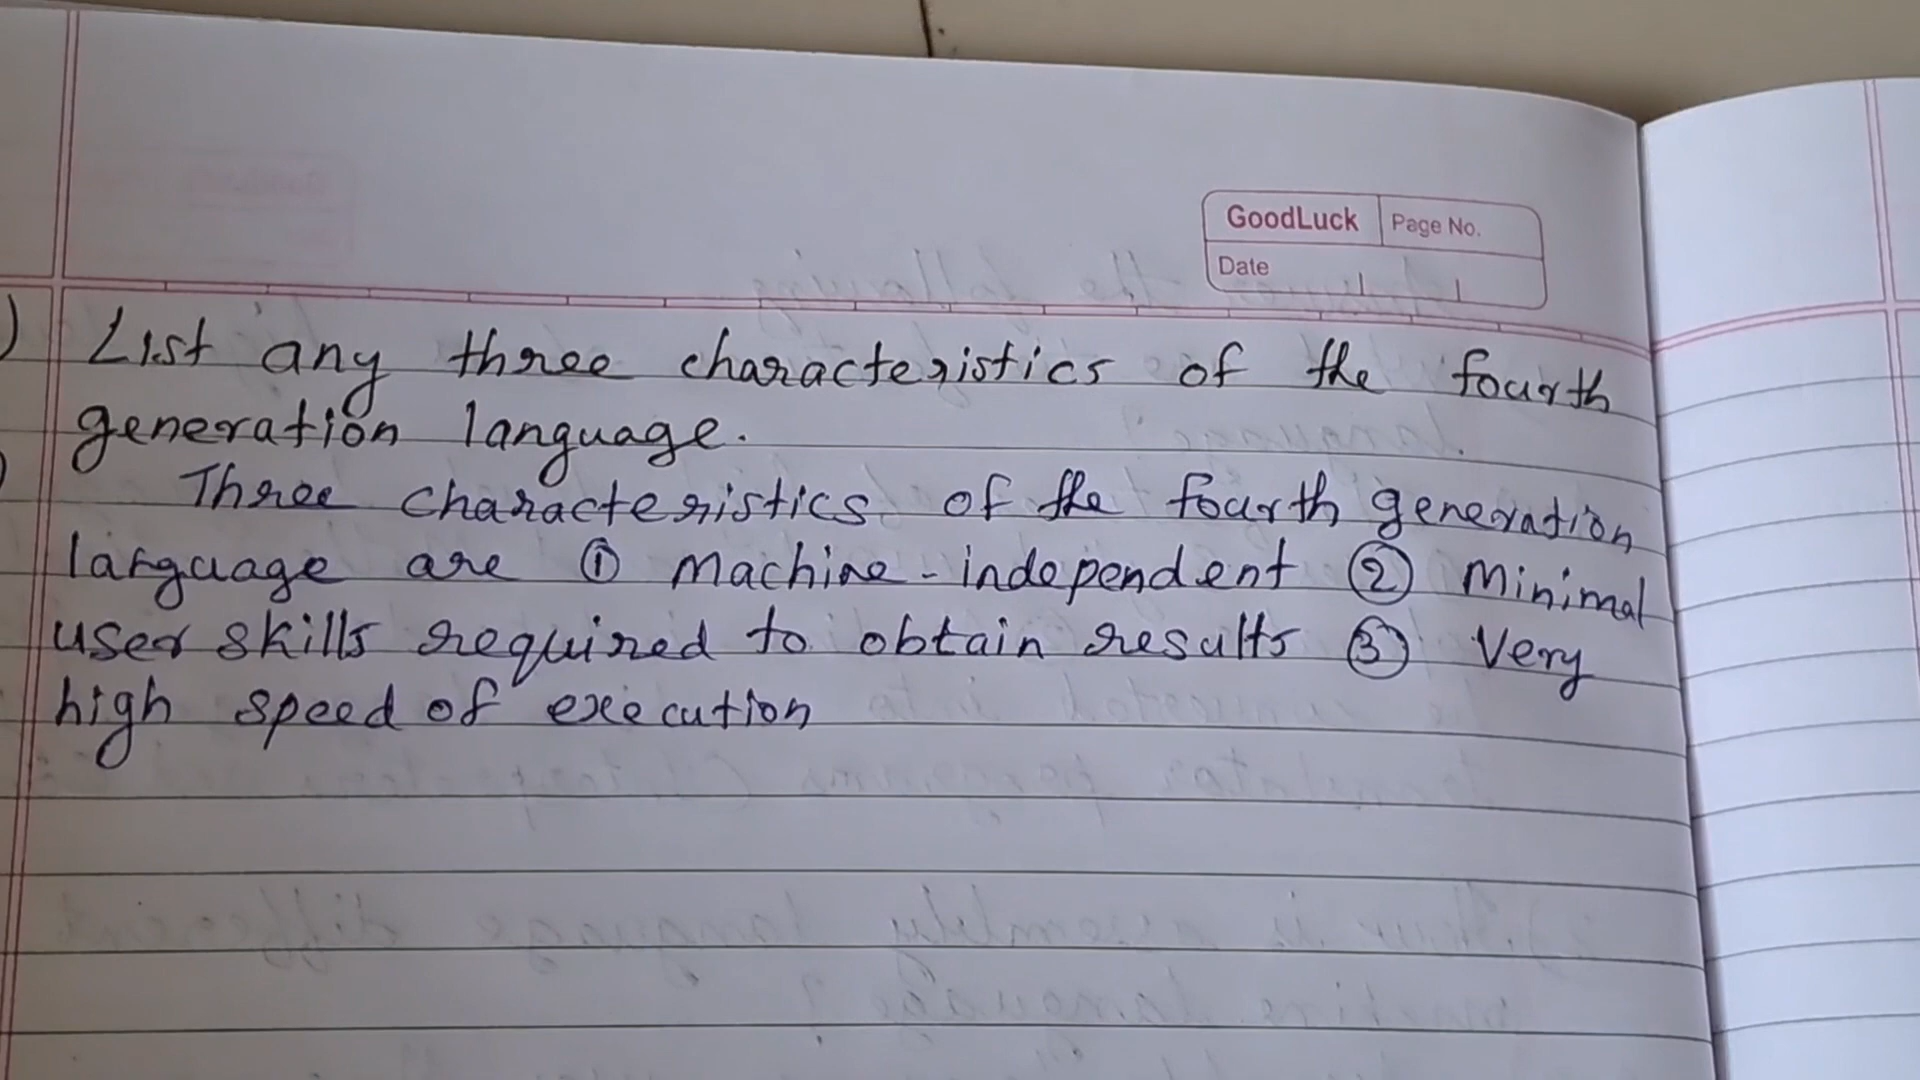 GoodLuck Page No.
Date
) List any three characteristics of the fourth
generation language.
) Three characteristics of the fourth generation
language are ① Machine-independent ② Minimal
user skills required to obtain results ③ Very
high speed of execution